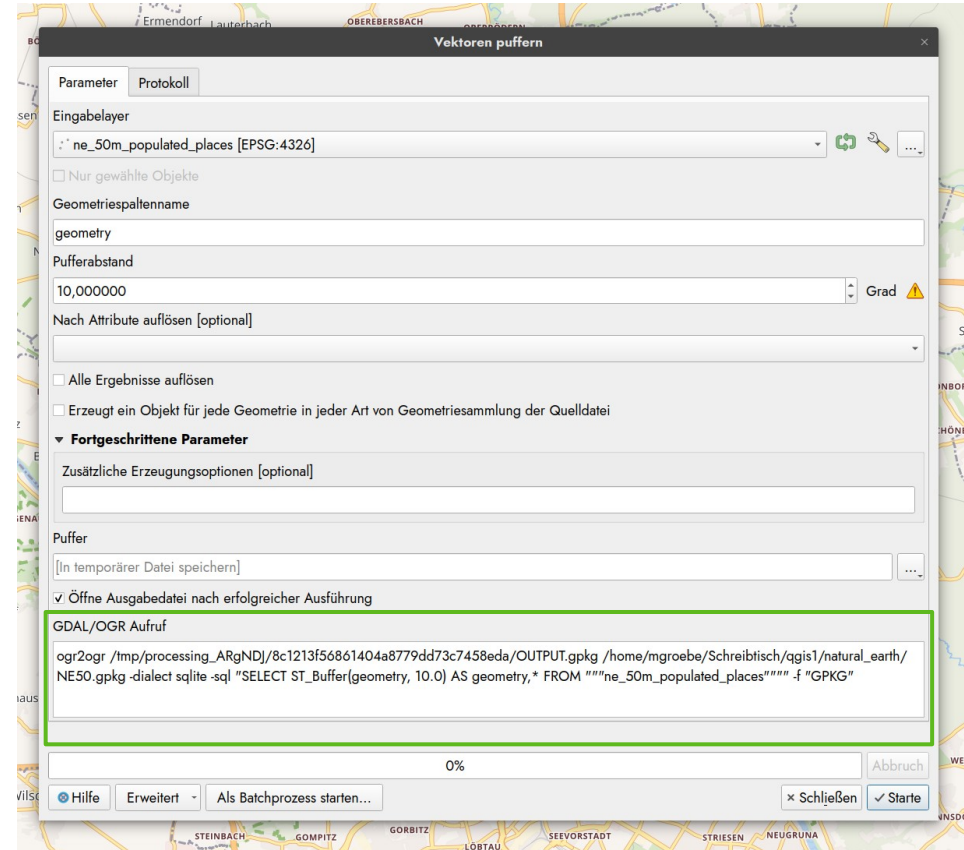 Ermendorf Lauterbach
OBEREBERSBACH
Vektoren puffern
Parameter Protokoll
Eingabelayer
ne_50m_populated_places [EPSG:4326]
...
Nur gewählte Objekte
Geometriespaltenname
geometry
Pufferabstand
10,000000 Grad
Nach Attribute auflösen [optional]
Alle Ergebnisse auflösen
Erzeugt ein Objekt für jede Geometrie in jeder Art von Geometriesammlung der Quelldatei
Fortgeschrittene Parameter
Zusätzliche Erzeugungsoptionen [optional]
Puffer
[In temporärer Datei speichern] ...
Öffne Ausgabedatei nach erfolgreicher Ausführung
GDAL/OGR Aufruf
ogr2ogr /tmp/processing_ARgNDJ/8c1213f56861404a8779dd73c7458eda/OUTPUT.gpkg /home/mgroebe/Schreibtisch/qgis1/natural_earth/
NE50.gpkg -dialect sqlite -sql "SELECT ST_Buffer(geometry, 10.0) AS geometry,* FROM """ne_50m_populated_places"""" -f "GPKG"
0% Abbruch
Hilfe Erweitert Als Batchprozess starten... Schließen Starte
STEINBACH GOMPITZ GORBITZ LÖBTAU SEEVORSTADT STRIESEN NEUGRUNA